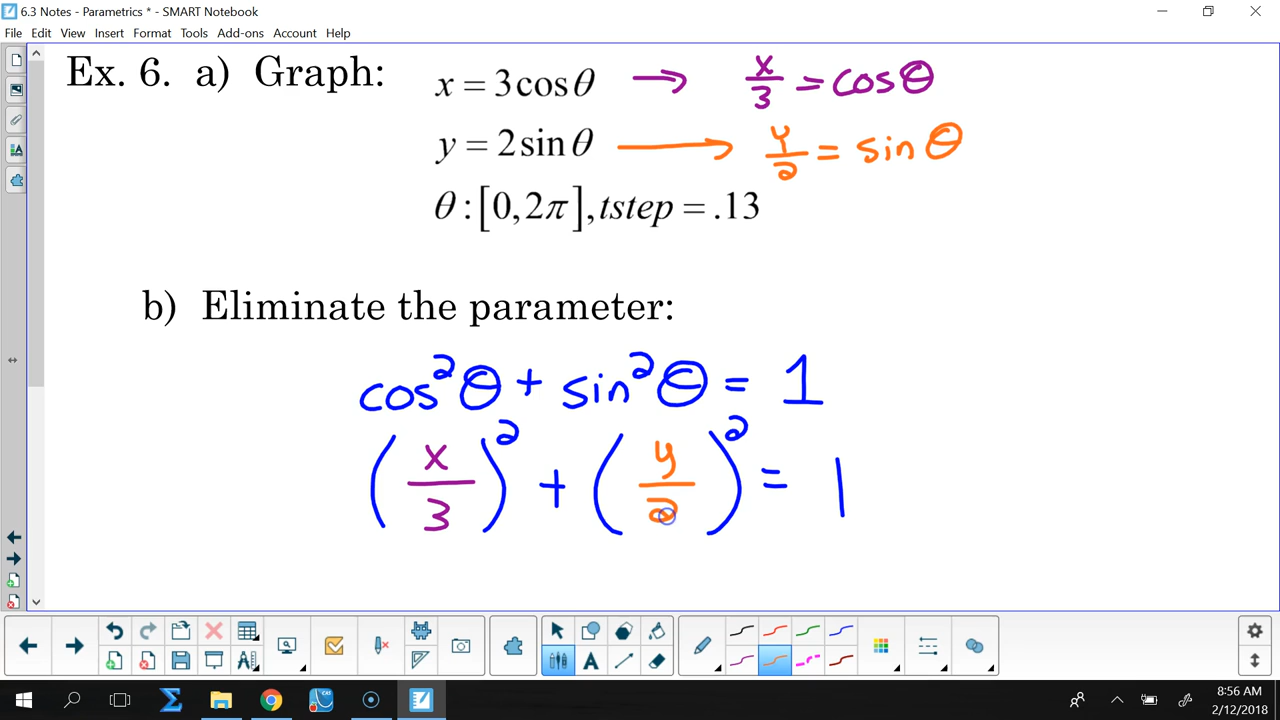 6.3 Notes - Parametrics * - SMART Notebook
File Edit View Insert Format Tools Add-ons Account Help
Ex. 6. a) Graph: x = 3cosθ → x/3 = cosθ
y = 2sinθ → y/2 = sinθ
θ:[0,2π],tstep = .13
b) Eliminate the parameter:
cos²θ + sin²θ = 1
(x/3)² + (y/2)² = 1
8:56 AM
2/12/2018